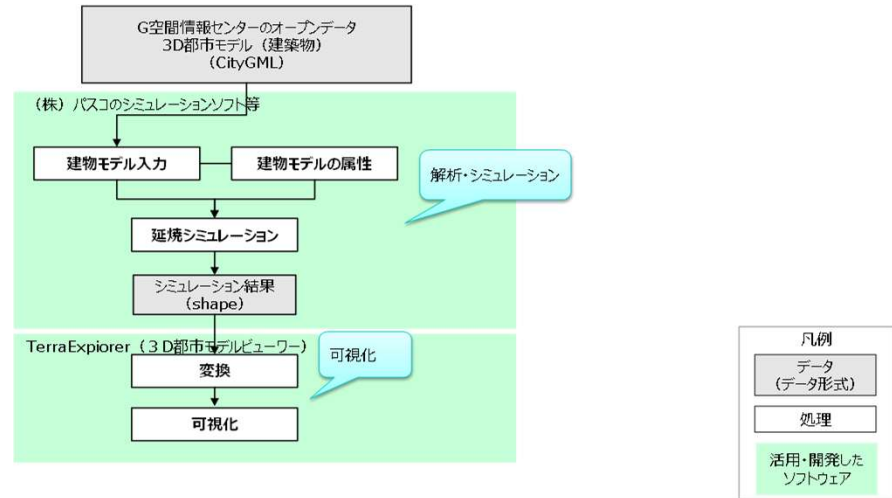 G空間情報センターのオープンデータ
3D都市モデル（建築物）
(CityGML)
（株）パスコのシミュレーションソフト等
建物モデル入力
建物モデルの属性
解析・シミュレーション
延焼シミュレーション
シミュレーション結果
(shape)
TerraExpiorer（３Ｄ都市モデルビューワー）
可視化
変換
可視化
凡例
データ
(データ形式)
処理
活用・開発した
ソフトウェア